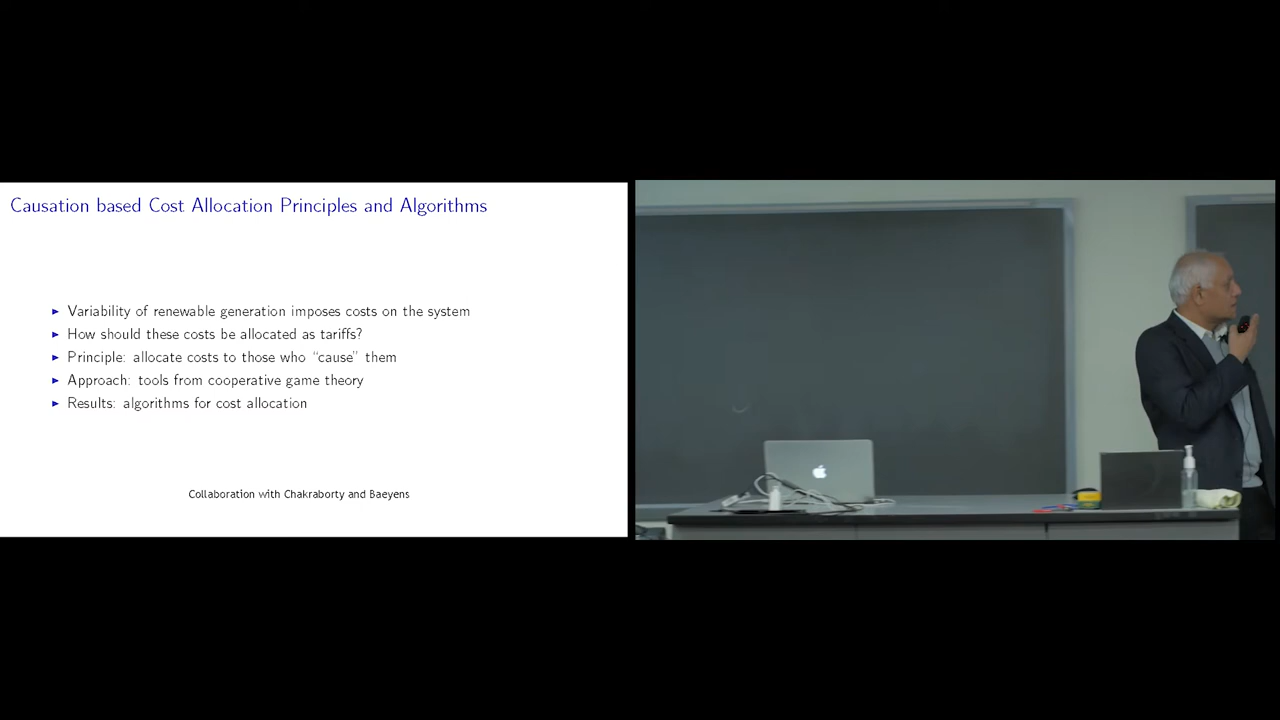 Causation based Cost Allocation Principles and Algorithms
Variability of renewable generation imposes costs on the system
How should these costs be allocated as tariffs?
Principle: allocate costs to those who “cause” them
Approach: tools from cooperative game theory
Results: algorithms for cost allocation
Collaboration with Chakraborty and Baeyens